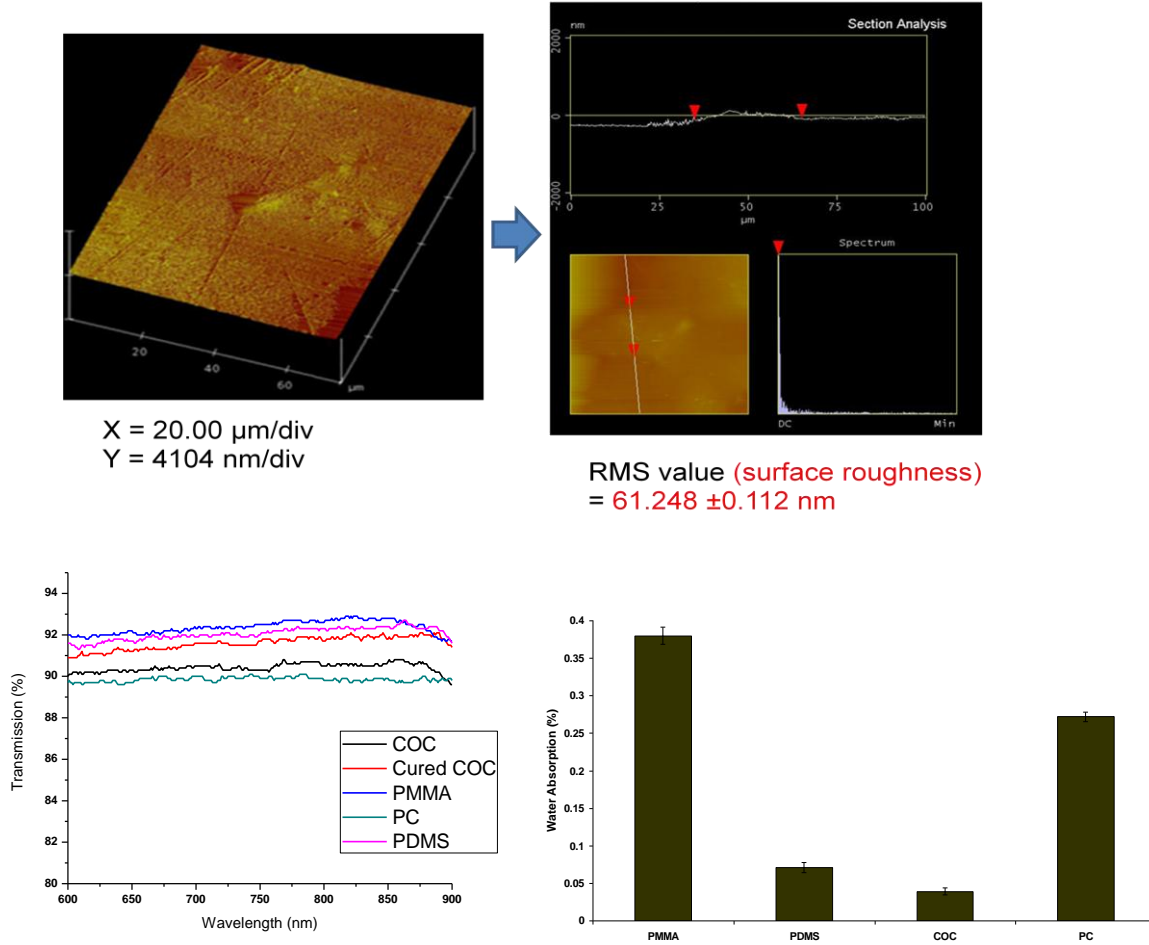 Section Analysis
nm
2000
0
-2000
0 25 50 75 100
µm
Spectrum
DC Min
20
40
60
µm
X = 20.00 µm/div
Y = 4104 nm/div
RMS value (surface roughness)
= 61.248 ±0.112 nm
94
92
90
88
86
84
82
80
Transmission (%)
600 650 700 750 800 850 900
Wavelength (nm)
COC
Cured COC
PMMA
PC
PDMS
0.4
0.35
0.3
0.25
0.2
0.15
0.1
0.05
0
Water Absorption (%)
PMMA PDMS COC PC